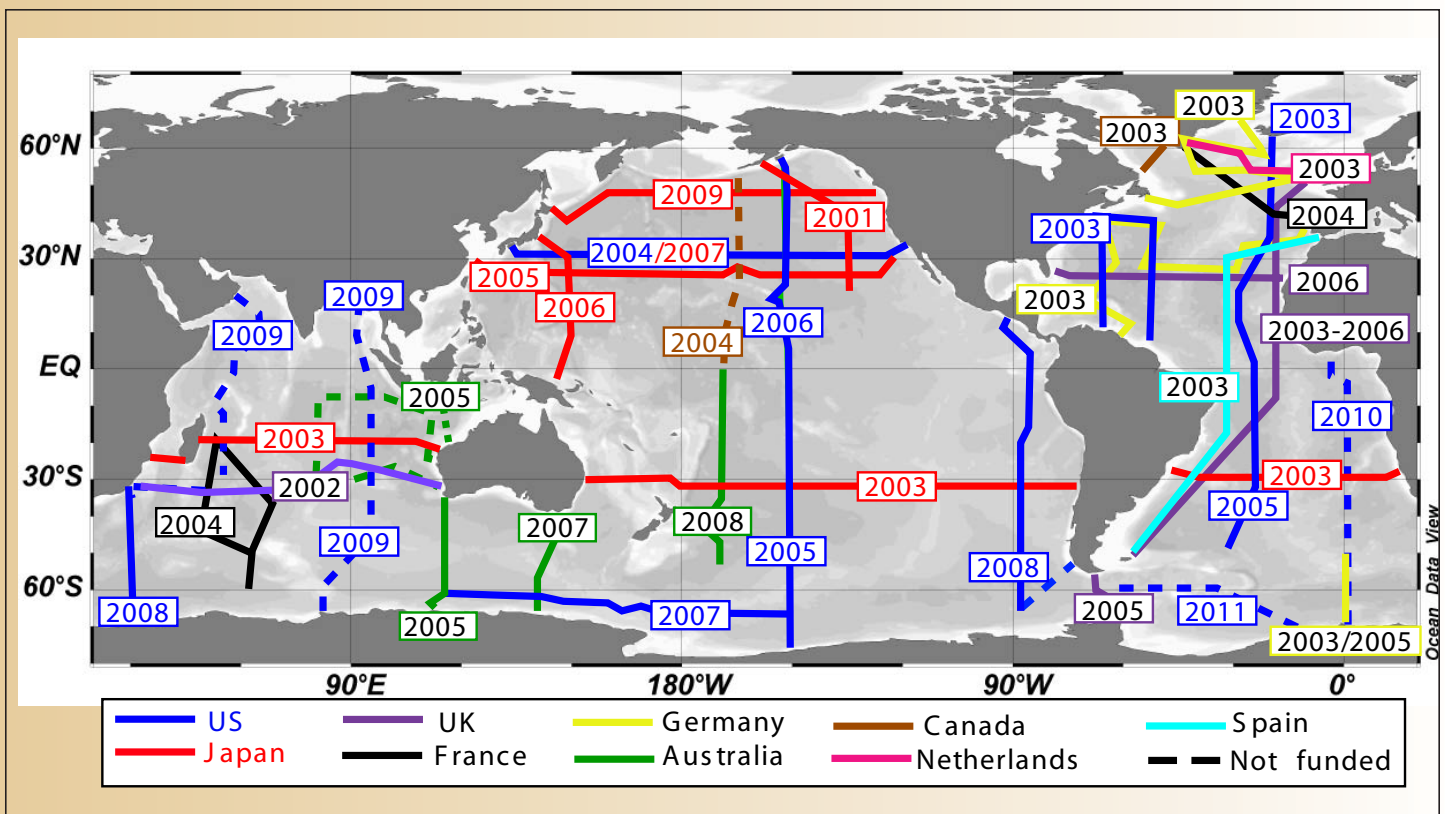 2003
2003
2003
60°N
2003
2009
2001
2004
2003
30°N
2004/2007
2005
2009
2006
2003
2006
2009
2006
2003-2006
2004
EQ
2005
2003
2010
2003
30°S
2002
2003
2003
2004
2007
2008
2005
2009
2005
2008
60°S
2008
2005
2007
2005
2011
2003/2005
90°E
180°W
90°W
0°
Ocean Data View
US
UK
Germany
Canada
Spain
Japan
France
Australia
Netherlands
Not funded